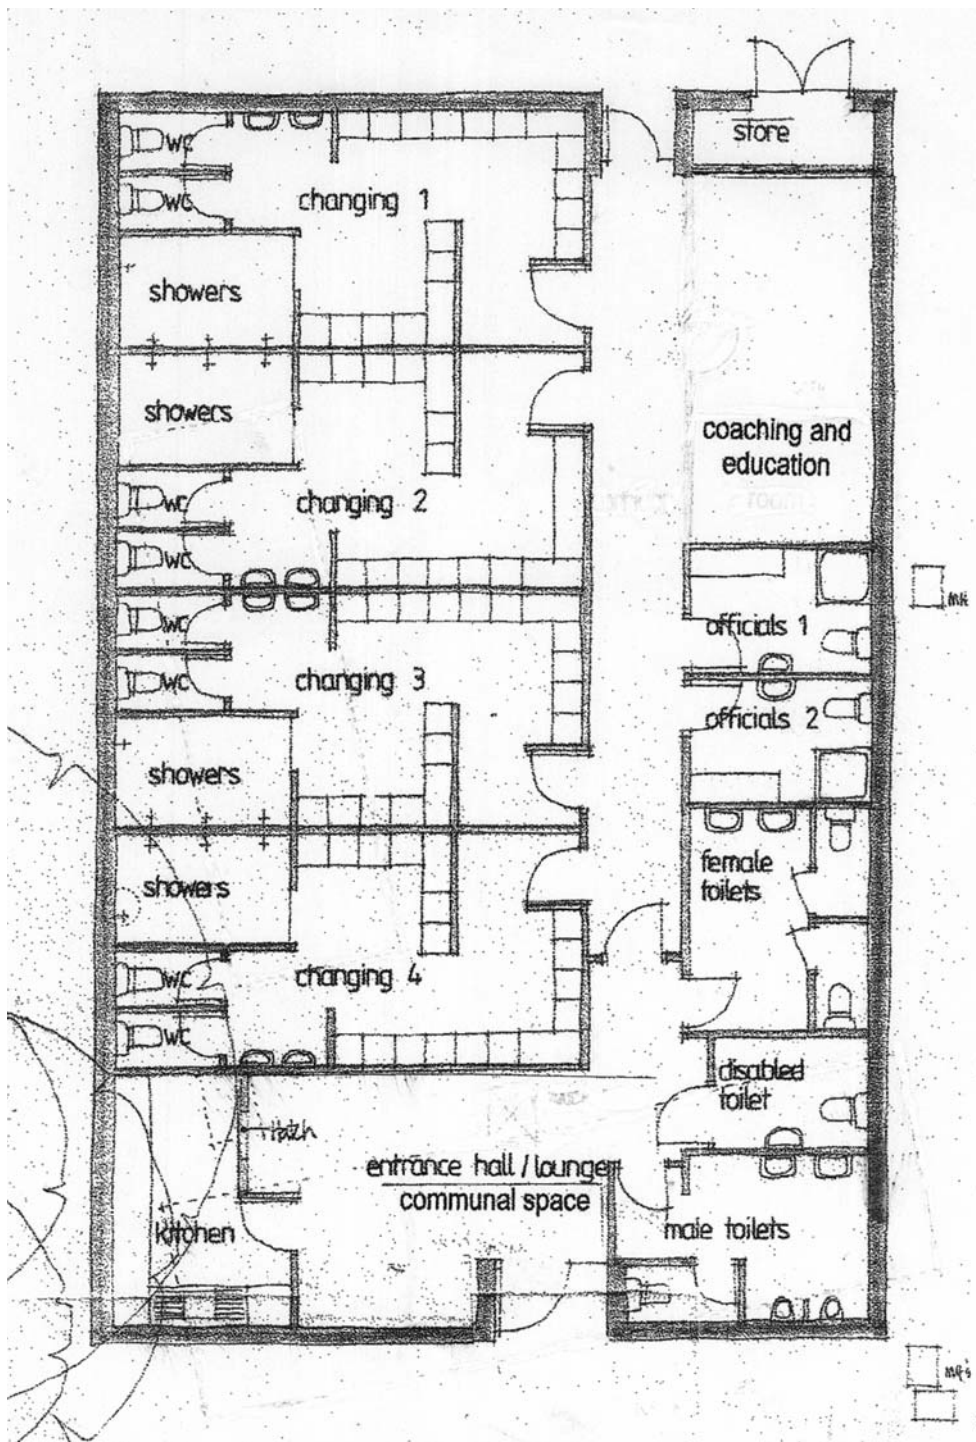 store
WC
WC
changing 1
showers
showers
coaching and
education
WC
changing 2
WC
MH
officials 1
WC
WC
changing 3
officials 2
showers
female
toilets
showers
WC
changing 4
WC
disabled
toilet
Hatch
entrance hall / lounge
communal space
kitchen
male toilets
MH's